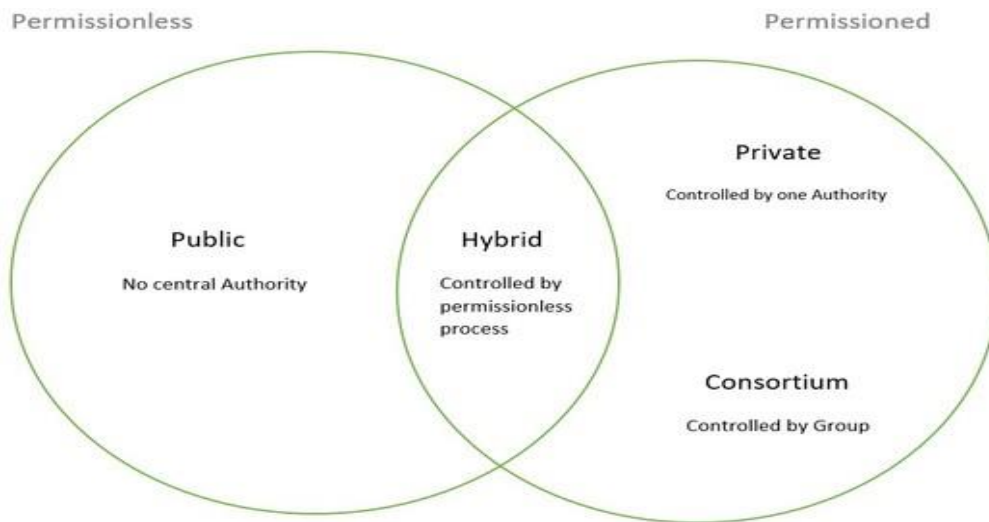 Permissionless
Permissioned
Public
No central Authority
Hybrid
Controlled by
permissionless
process
Private
Controlled by one Authority
Consortium
Controlled by Group